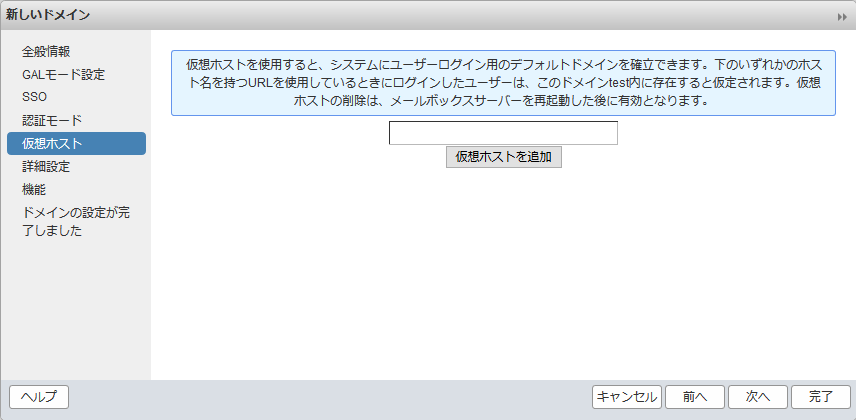 新しいドメイン
全般情報
GALモード設定
SSO
認証モード
仮想ホスト
詳細設定
機能
ドメインの設定が完
了しました
仮想ホストを使用すると、システムにユーザーログイン用のデフォルトドメインを確立できます。下のいずれかのホス
ト名を持つURLを使用しているときにログインしたユーザーは、このドメインtest内に存在すると仮定されます。仮想
ホストの削除は、メールボックスサーバーを再起動した後に有効となります。
仮想ホストを追加
ヘルプ
キャンセル
前へ
次へ
完了